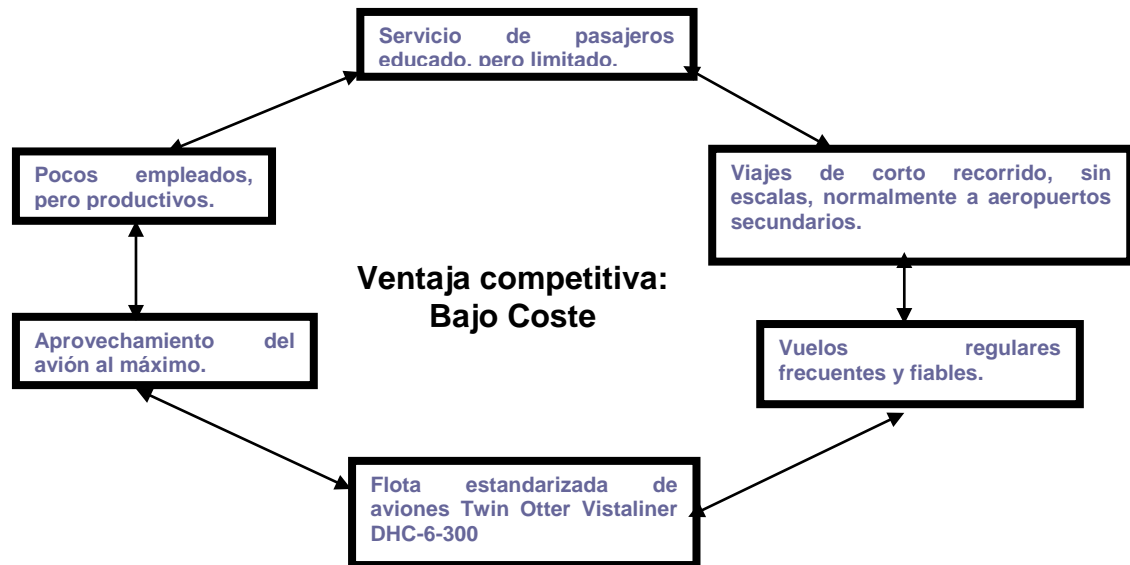 Servicio de pasajeros
educado, pero limitado.
Pocos empleados,
pero productivos.
Viajes de corto recorrido, sin
escalas, normalmente a aeropuertos
secundarios.
Ventaja competitiva:
Bajo Coste
Aprovechamiento del
avión al máximo.
Vuelos regulares
frecuentes y fiables.
Flota estandarizada de
aviones Twin Otter Vistaliner
DHC-6-300